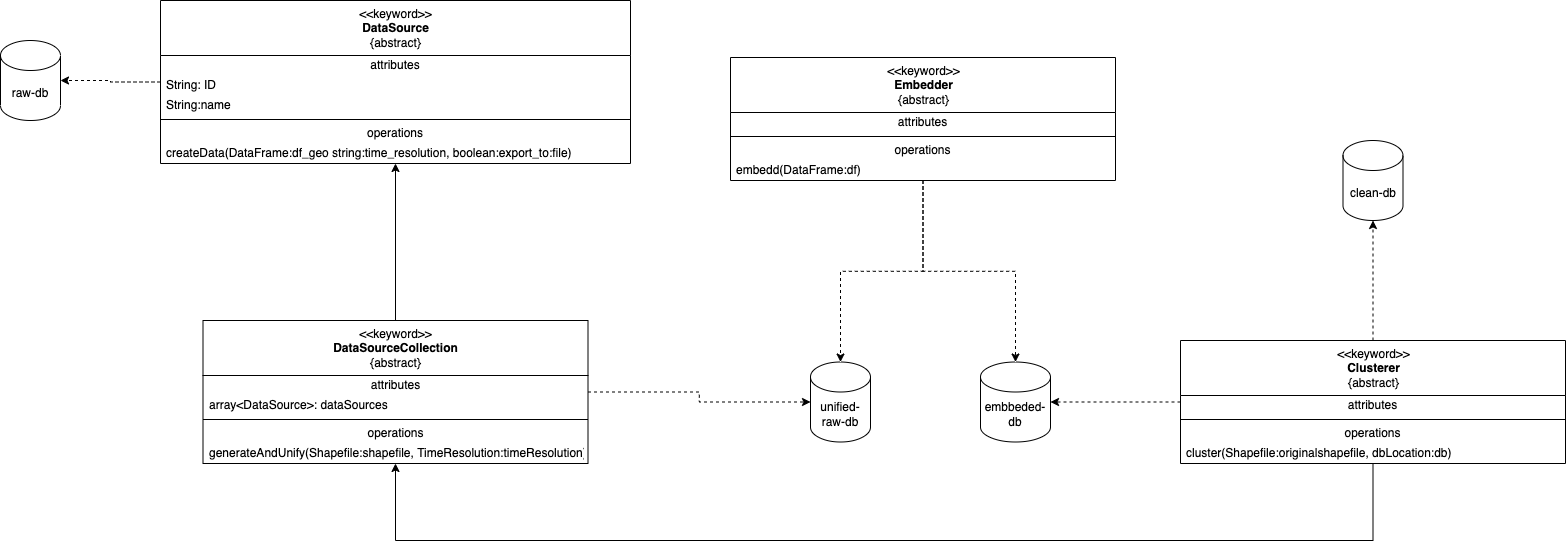 <<keyword>>
DataSource
{abstract}
attributes
String: ID
String:name
operations
createData(DataFrame:df_geo string:time_resolution, boolean:export_to:file)
raw-db
<<keyword>>
Embedder
{abstract}
attributes
operations
embedd(DataFrame:df)
clean-db
<<keyword>>
DataSourceCollection
{abstract}
attributes
array<DataSource>: dataSources
operations
generateAndUnify(Shapefile:shapefile, TimeResolution:timeResolution)
unified-
raw-db
embbeded-
db
<<keyword>>
Clusterer
{abstract}
attributes
operations
cluster(Shapefile:originalshapefile, dbLocation:db)